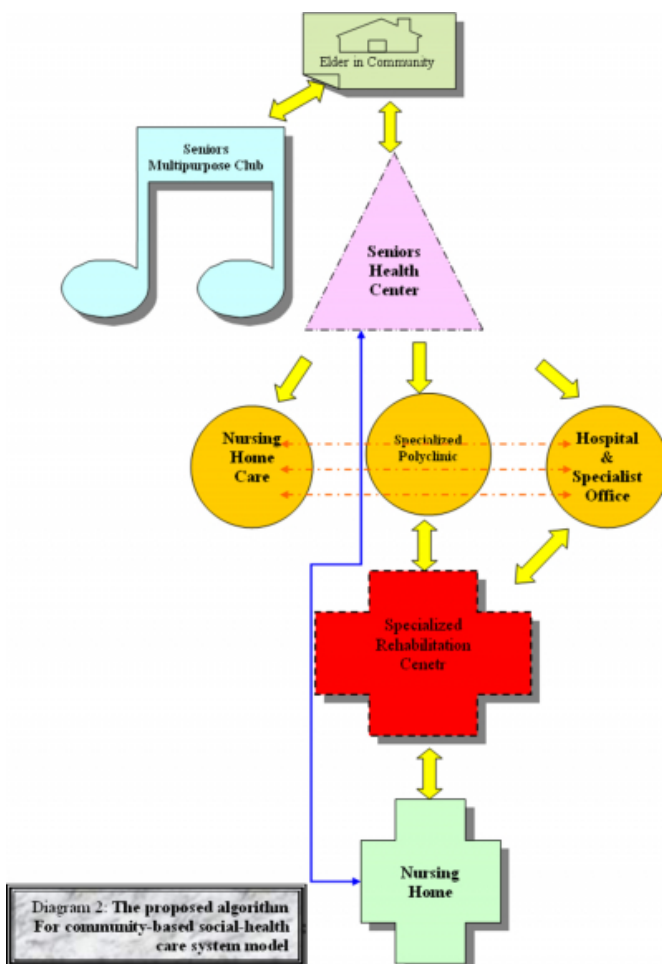 Elder in Community
Seniors
Multipurpose Club
Seniors
Health
Center
Nursing
Home
Care
Specialized
Polyclinic
Hospital
&
Specialist
Office
Specialized
Rehabilitation
Cenetr
Nursing
Home
Diagram 2: The proposed algorithm
For community-based social-health
care system model